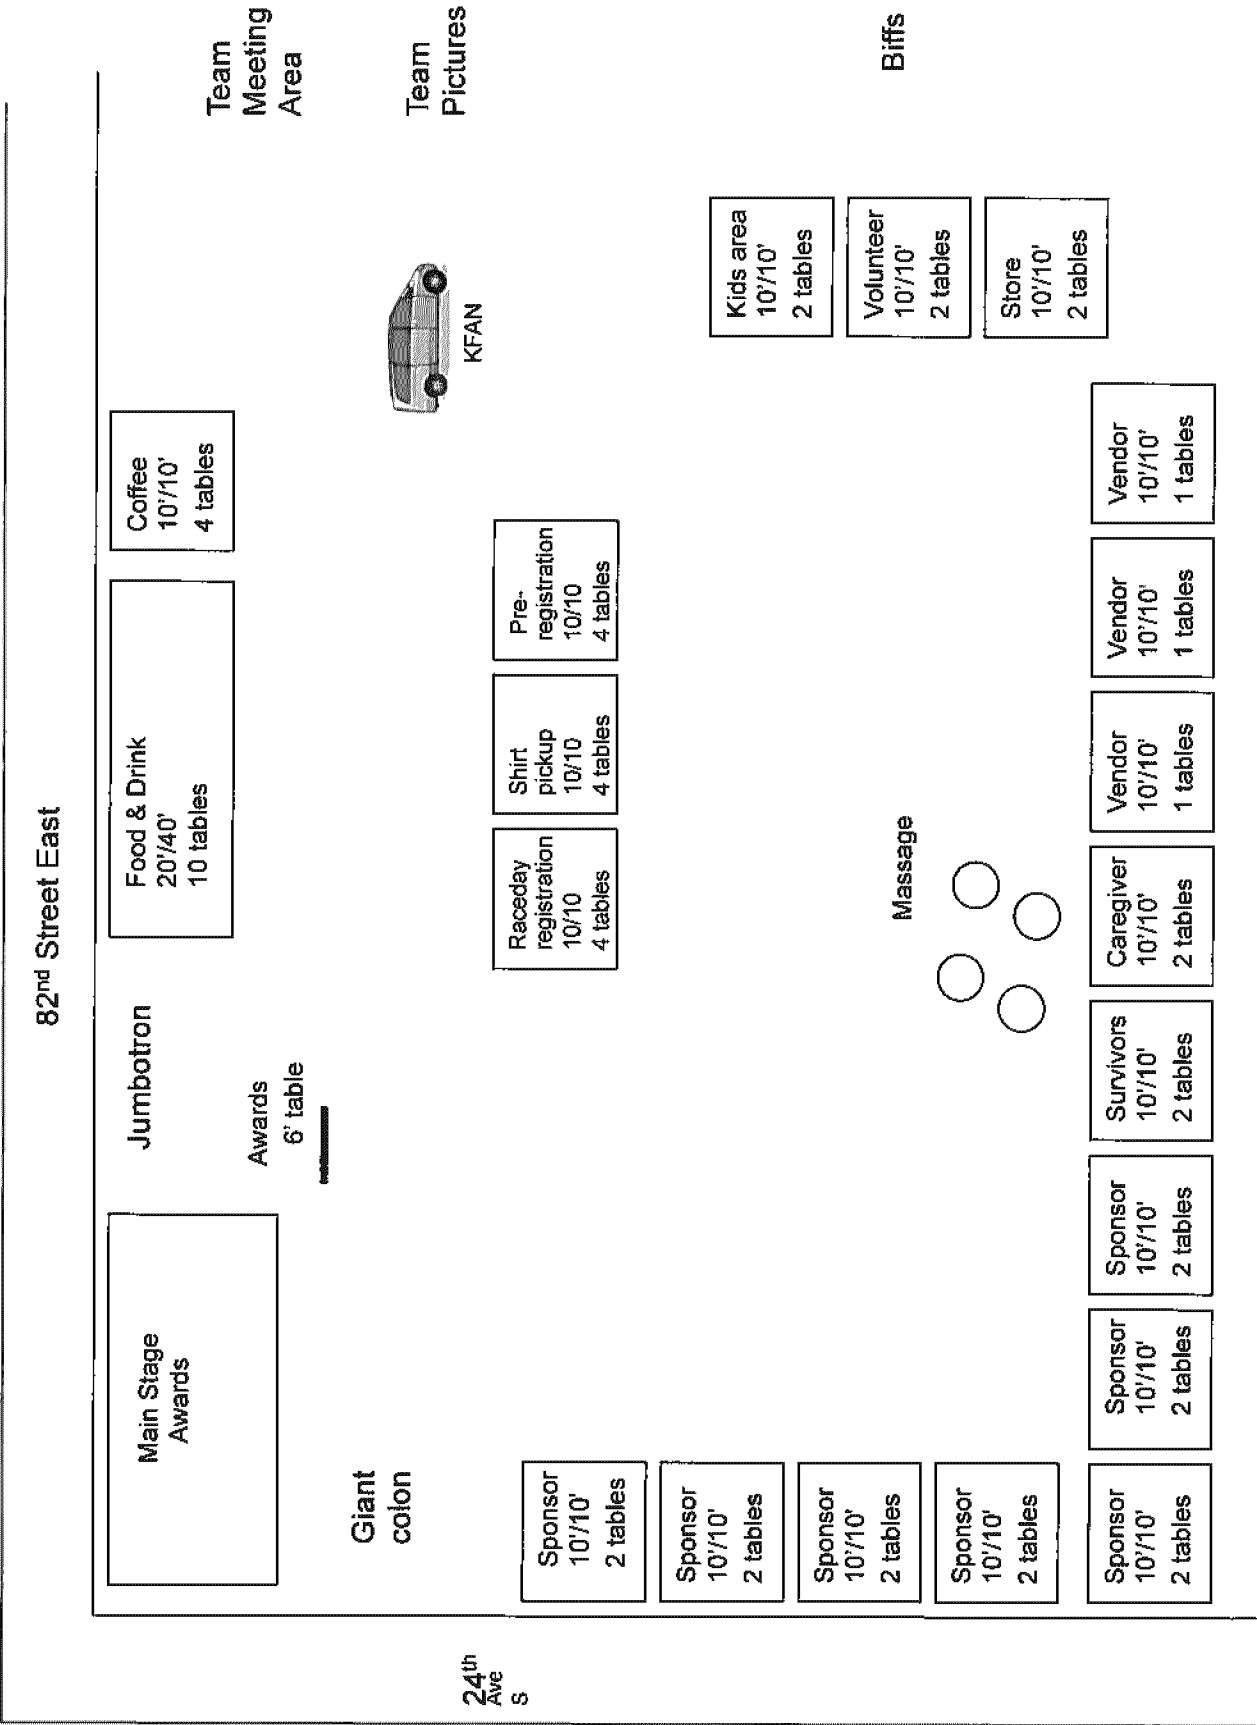 82nd Street East
24th
Ave
S
Main Stage
Awards
Jumbotron
Awards
6' table
Food & Drink
20'/40'
10 tables
Coffee
10'/10'
4 tables
Team
Meeting
Area
Team
Pictures
KFAN
Giant
colon
Raceday
registration
10/10
4 tables
Shirt
pickup
10/10
4 tables
Pre-
registration
10/10
4 tables
Sponsor
10'/10'
2 tables
Sponsor
10'/10'
2 tables
Sponsor
10'/10'
2 tables
Sponsor
10'/10'
2 tables
Massage
Kids area
10'/10'
2 tables
Volunteer
10'/10'
2 tables
Store
10'/10'
2 tables
Biffs
Sponsor
10'/10'
2 tables
Sponsor
10'/10'
2 tables
Sponsor
10'/10'
2 tables
Survivors
10'/10'
2 tables
Caregiver
10'/10'
2 tables
Vendor
10'/10'
1 tables
Vendor
10'/10'
1 tables
Vendor
10'/10'
1 tables